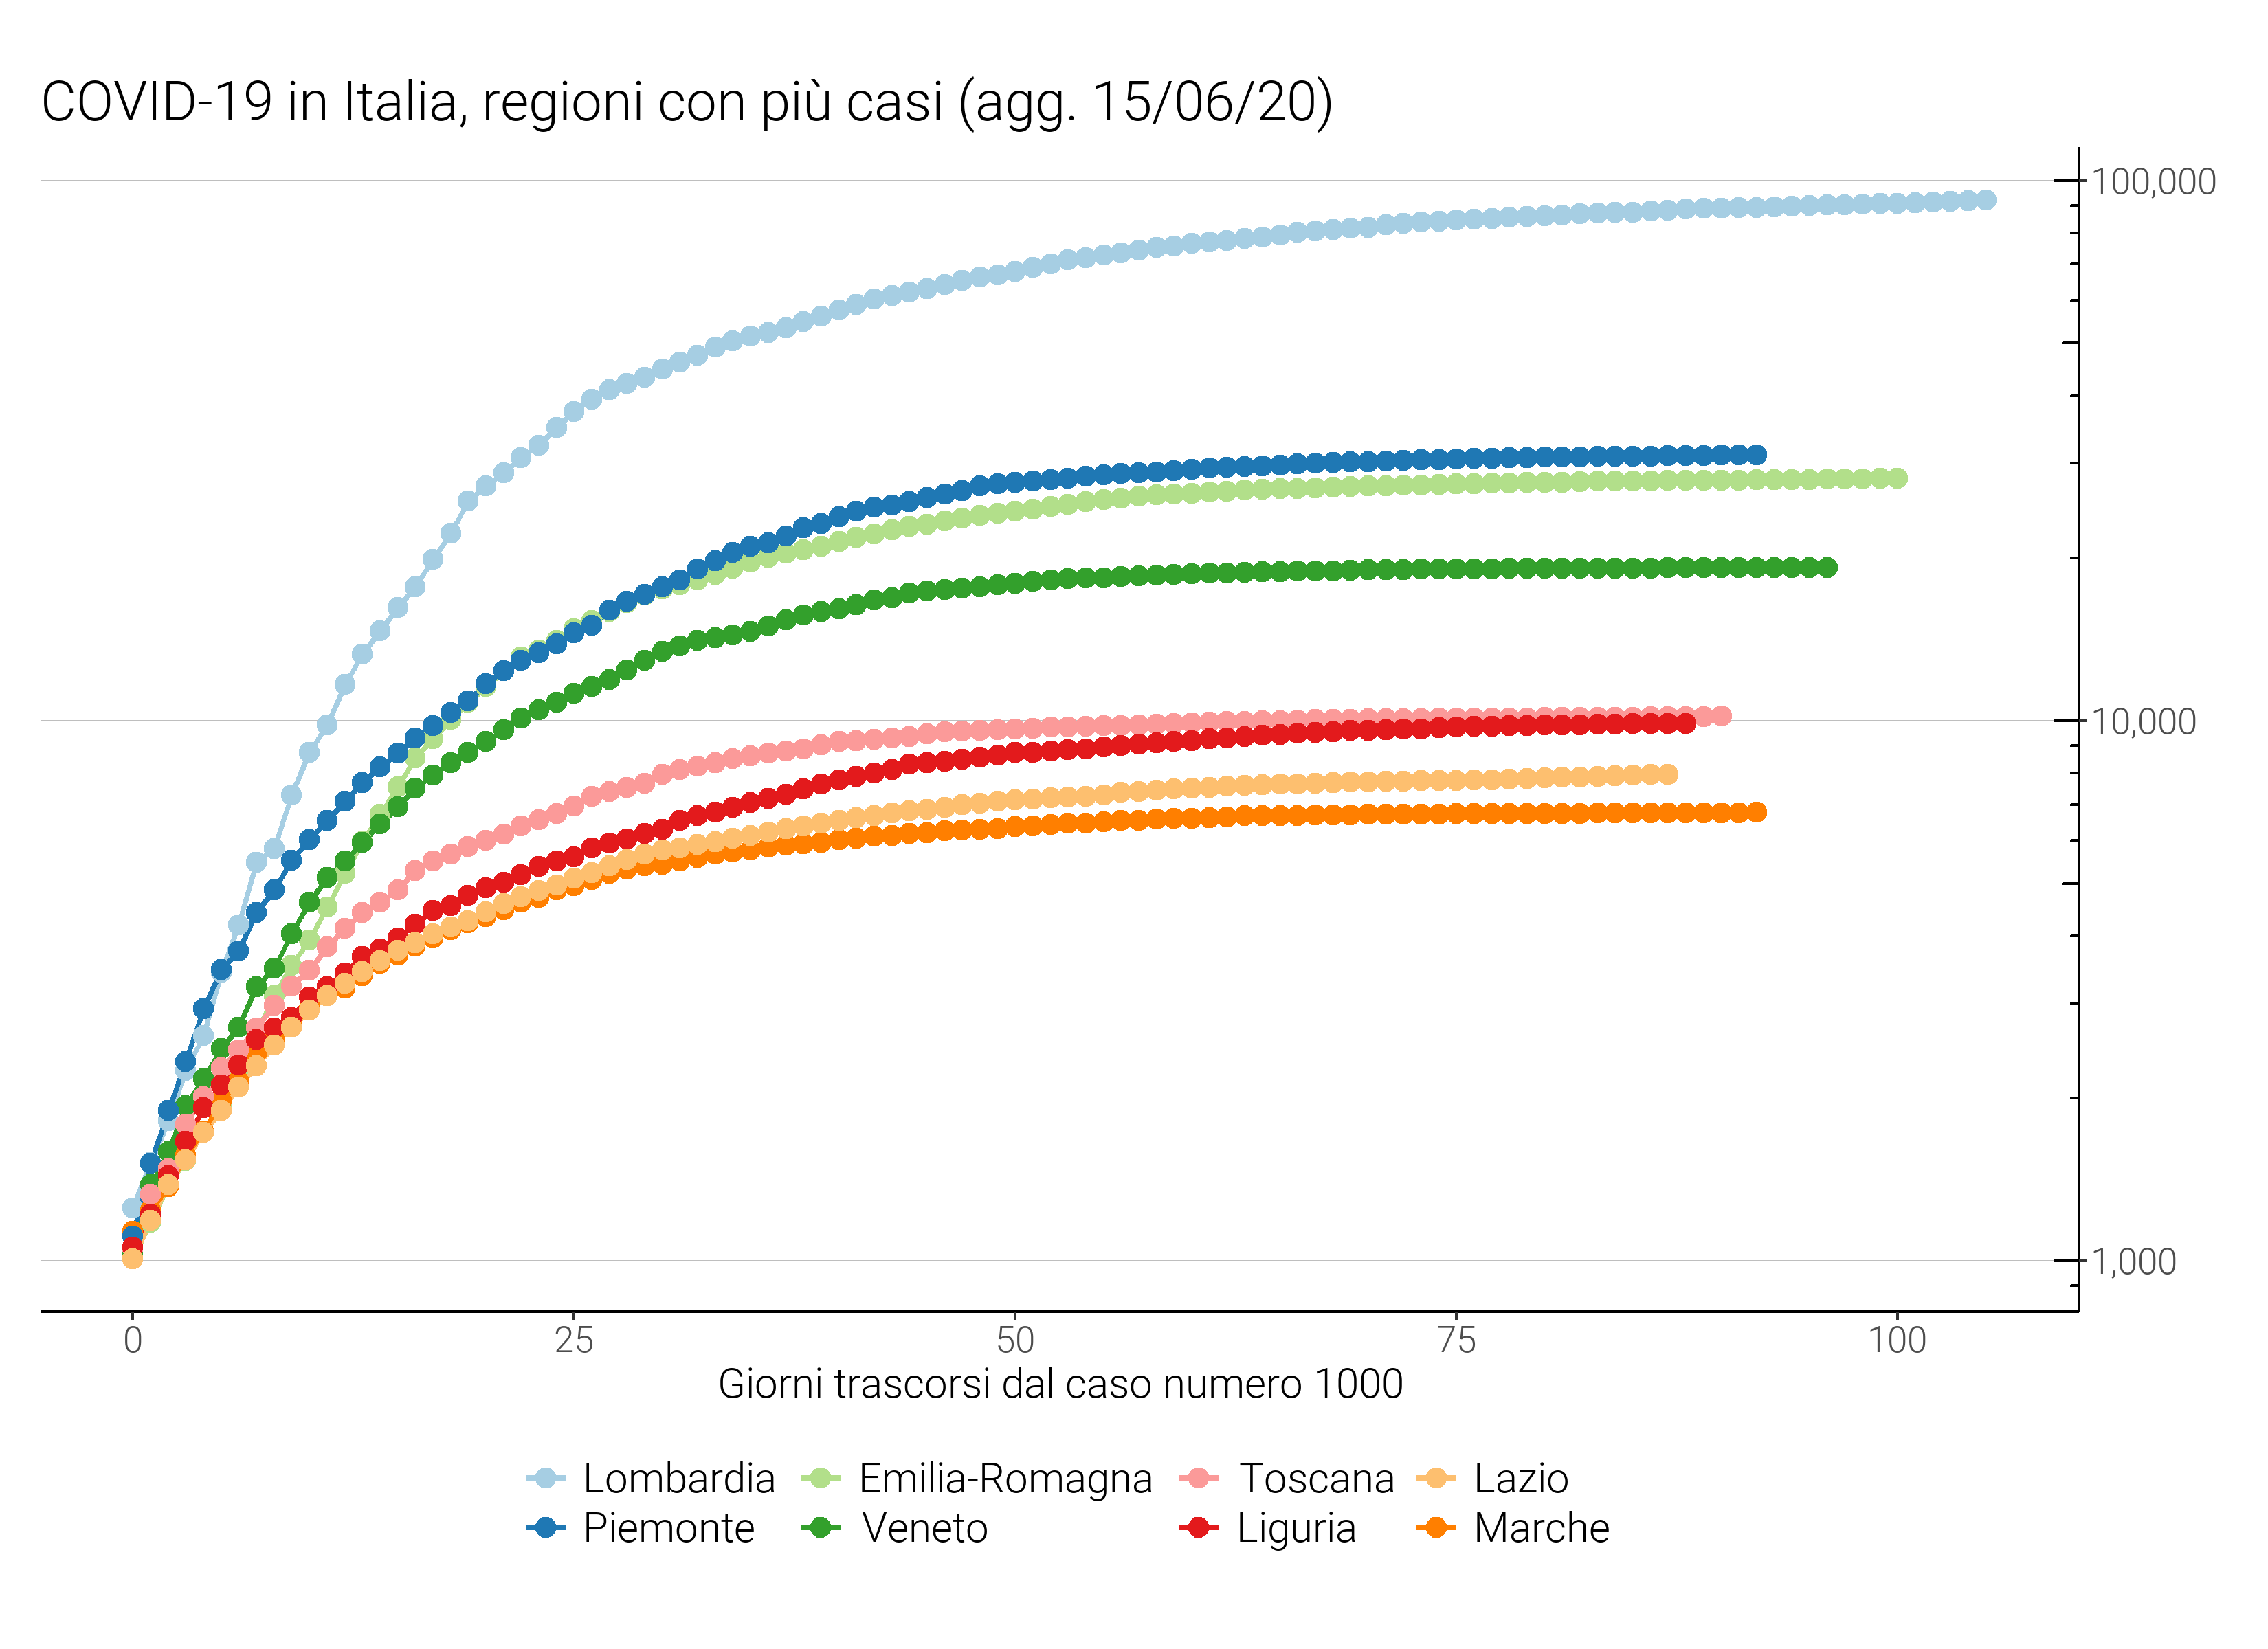 COVID-19 in Italia, regioni con più casi (agg. 15/06/20)
100,000
10,000
1,000
0 25 50 75 100
Giorni trascorsi dal caso numero 1000
Lombardia Emilia-Romagna Toscana Lazio
Piemonte Veneto Liguria Marche